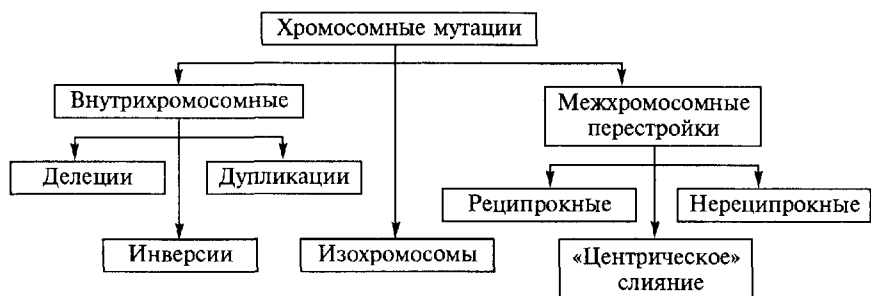 Хромосомные мутации
Внутрихромосомные
Межхромосомные
перестройки
Делеции
Дупликации
Реципрокные
Нереципрокные
Инверсии
Изохромосомы
«Центрическое»
слияние